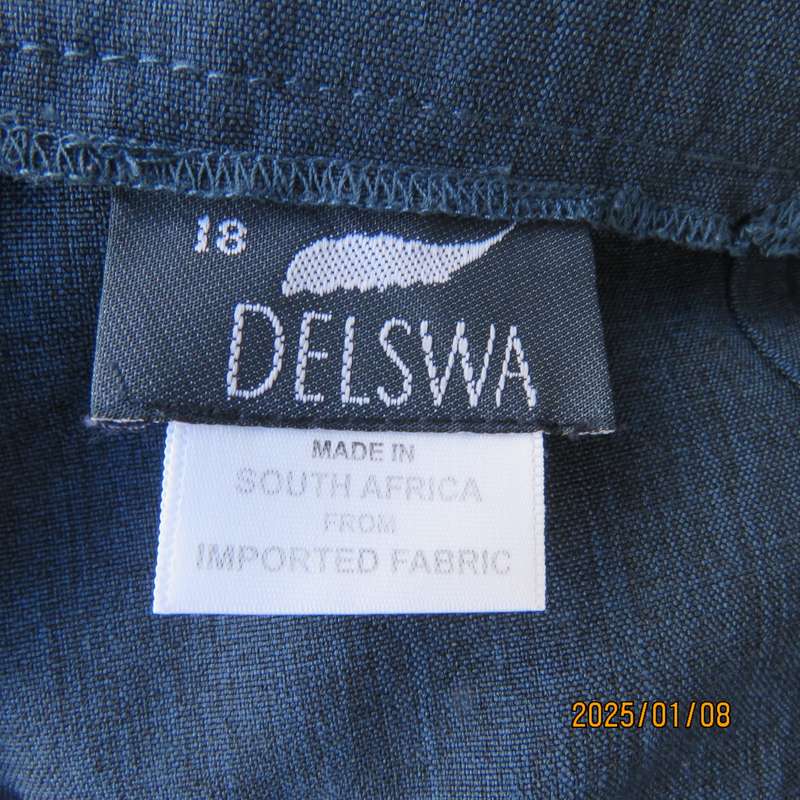 18
DELSWA
MADE IN
SOUTH AFRICA
FROM
IMPORTED FABRIC
2025/01/08